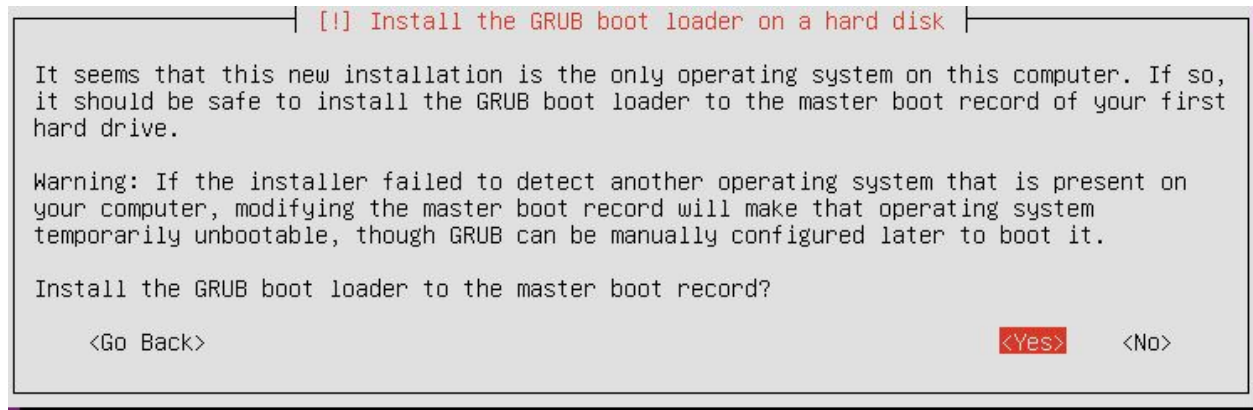 [!] Install the GRUB boot loader on a hard disk
It seems that this new installation is the only operating system on this computer. If so,
it should be safe to install the GRUB boot loader to the master boot record of your first
hard drive.
Warning: If the installer failed to detect another operating system that is present on
your computer, modifying the master boot record will make that operating system
temporarily unbootable, though GRUB can be manually configured later to boot it.
Install the GRUB boot loader to the master boot record?
<Go Back> <Yes> <No>